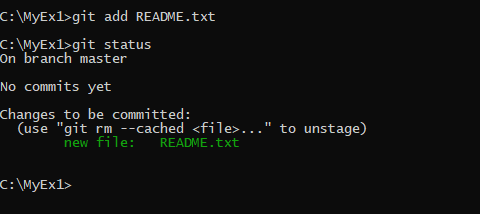 C:\MyEx1>git add README.txt
C:\MyEx1>git status
On branch master
No commits yet
Changes to be committed:
  (use "git rm --cached <file>..." to unstage)
        new file:   README.txt
C:\MyEx1>